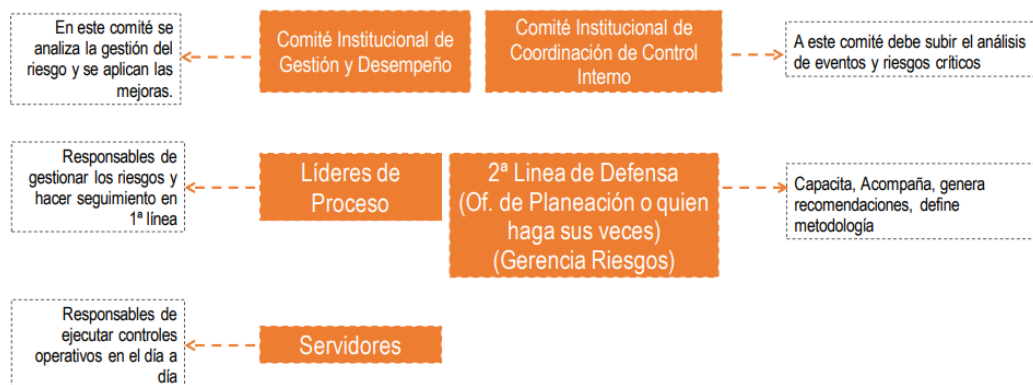 En este comité se
analiza la gestión del
riesgo y se aplican las
mejoras.
Comité Institucional de
Gestión y Desempeño
Comité Institucional de
Coordinación de Control
Interno
A este comité debe subir el análisis
de eventos y riesgos críticos
Responsables de
gestionar los riesgos y
hacer seguimiento en
1ª línea
Líderes de
Proceso
2ª Linea de Defensa
(Of. de Planeación o quien
haga sus veces)
(Gerencia Riesgos)
Capacita, Acompaña, genera
recomendaciones, define
metodología
Responsables de
ejecutar controles
operativos en el día a
día
Servidores